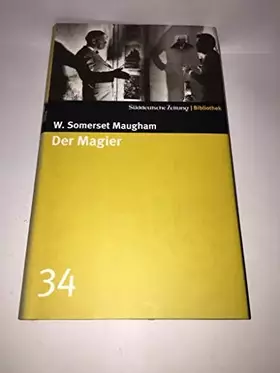 Süddeutsche Zeitung | Bibliothek
W. Somerset Maugham
Der Magier
34